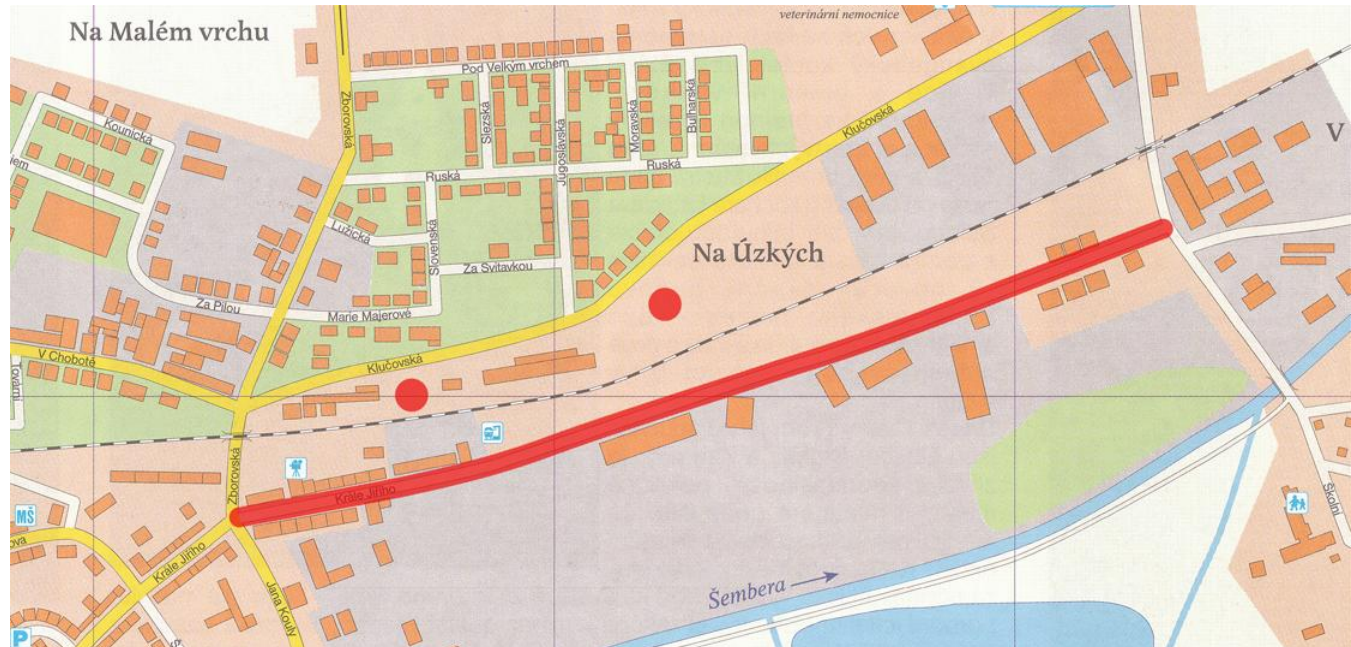 Na Malém vrchu
veterinární nemocnice
Pod Velkým vrchem
Zborovská
Kounická
Slezská
Jugoslávská
Moravská
Bulharská
Klučovská
V
Ruská
Ruská
Lužická
Slovenská
Za Svitavkou
Na Úzkých
Za Pilou
Marie Majerové
V Chobotě
Klučovská
Tovární
Zborovská
Krále Jiřího
MŠ
Školní
ova
Krále Jiřího
Jana Kouly
Šembera
P